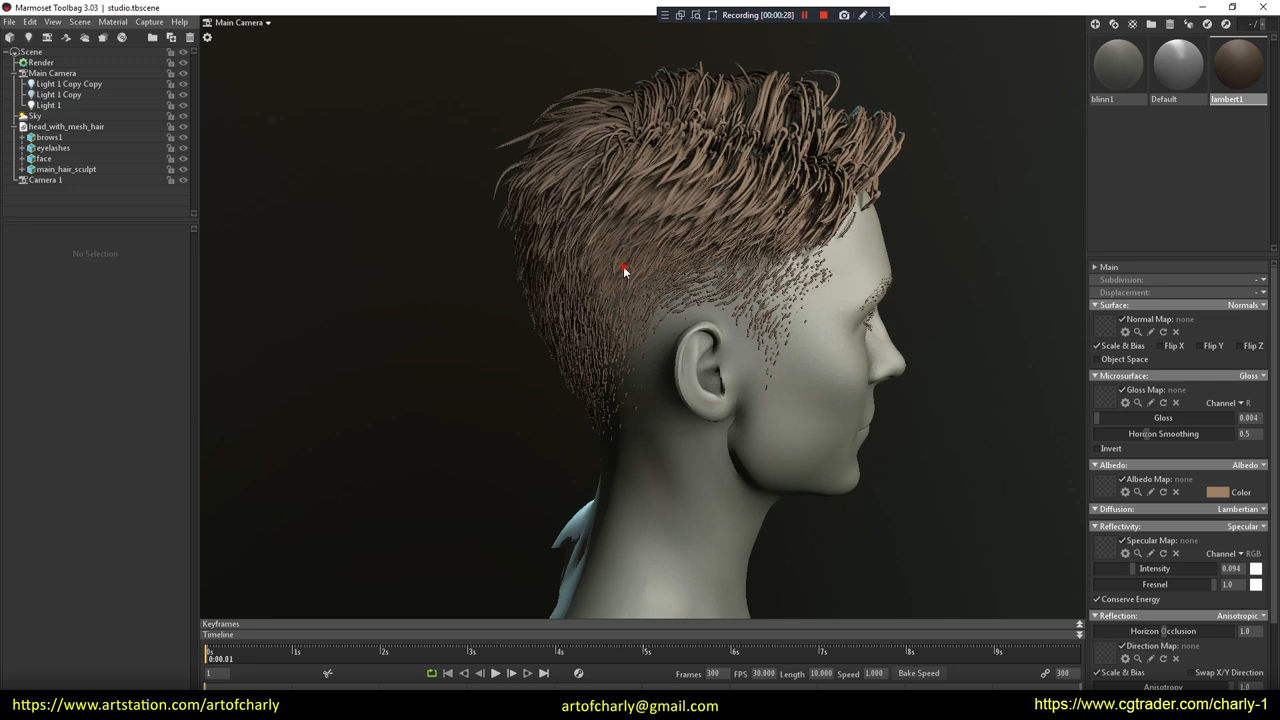 Marmoset Toolbag 3.03 | studio.tbscene
Recording [00:00:28]
File Edit View Scene Material Capture Help
Main Camera
Scene
Render
Main Camera
Light 1 Copy Copy
Light 1 Copy
Light 1
Sky
head_with_mesh_hair
brows1
eyelashes
face
main_hair_sculpt
Camera 1
No Selection
blinn1 Default lambert1
Main
Subdivision: -
Displacement: -
Surface: Normals
Normal Map: none
Scale & Bias Flip X Flip Y Flip Z
Object Space
Microsurface: Gloss
Gloss Map: none
Channel R
Gloss 0.004
Horizon Smoothing 0.5
Invert
Albedo: Albedo
Albedo Map: none
Color
Diffusion: Lambertian
Reflectivity: Specular
Specular Map: none
Channel RGB
Intensity 0.094
Fresnel 1.0
Conserve Energy
Reflection: Anisotropic
Horizon Occlusion 1.0
Direction Map: none
Scale & Bias Swap X/Y Direction
Anisotropy 1.0
Keyframes
Timeline
0s 1s 2s 3s 4s 5s 6s 7s 8s 9s
0:00.01
1 Frames 300 FPS 30.000 Length 10.000 Speed 1.000 Bake Speed 300
https://www.artstation.com/artofcharly artofcharly@gmail.com https://www.cgtrader.com/charly-1